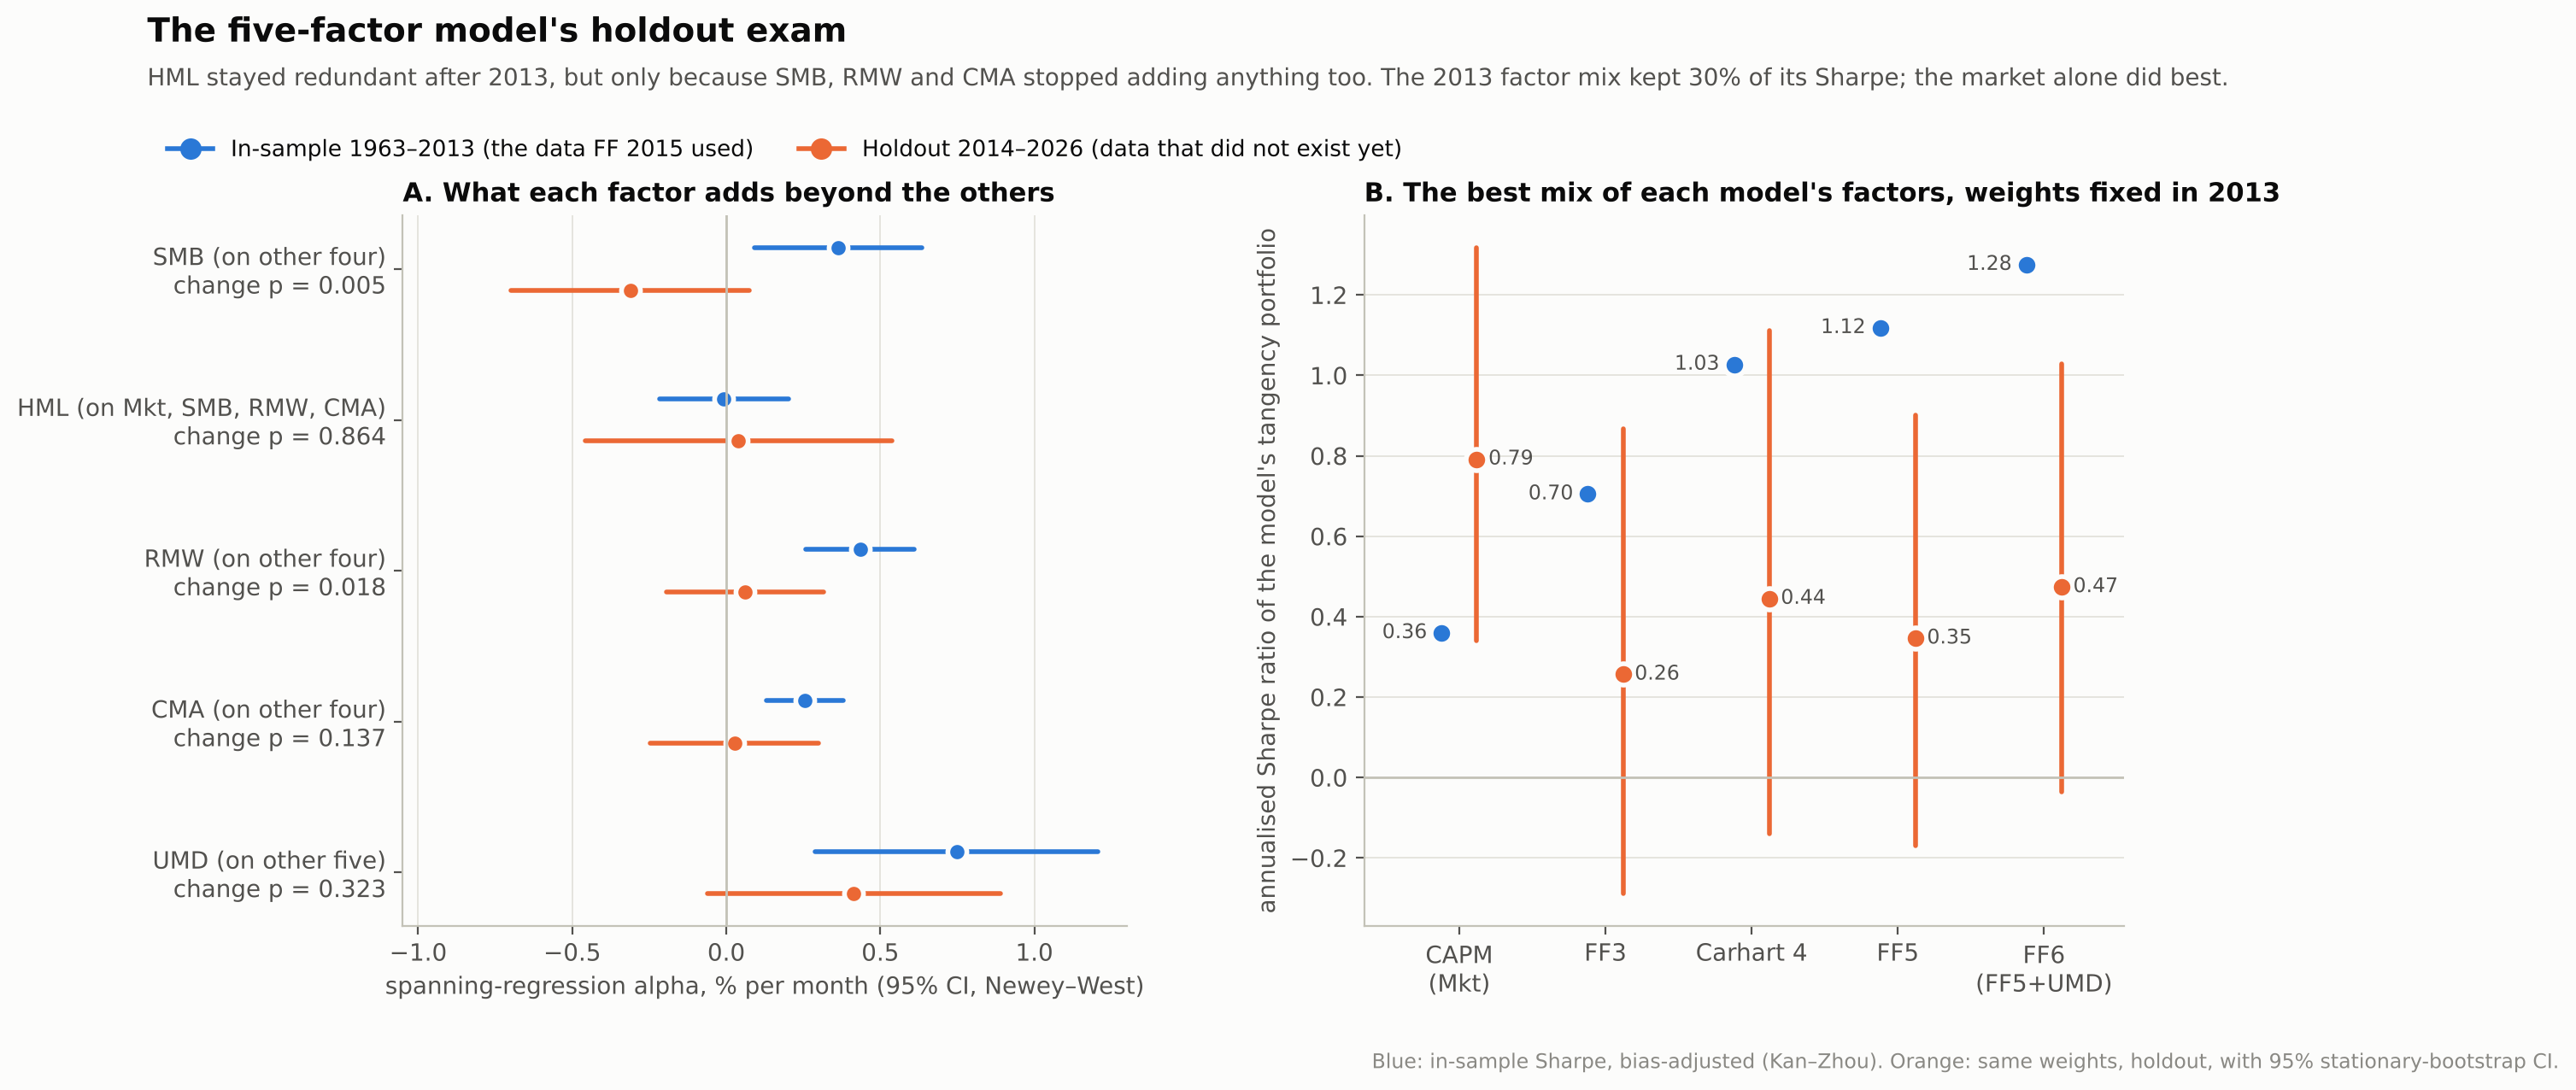 The five-factor model's holdout exam
HML stayed redundant after 2013, but only because SMB, RMW and CMA stopped adding anything too. The 2013 factor mix kept 30% of its Sharpe; the market alone did best.
In-sample 1963–2013 (the data FF 2015 used)
Holdout 2014–2026 (data that did not exist yet)
A. What each factor adds beyond the others
SMB (on other four)
change p = 0.005
HML (on Mkt, SMB, RMW, CMA)
change p = 0.864
RMW (on other four)
change p = 0.018
CMA (on other four)
change p = 0.137
UMD (on other five)
change p = 0.323
−1.0
−0.5
0.0
0.5
1.0
spanning-regression alpha, % per month (95% CI, Newey–West)
B. The best mix of each model's factors, weights fixed in 2013
annualised Sharpe ratio of the model's tangency portfolio
1.2
1.0
0.8
0.6
0.4
0.2
0.0
−0.2
0.36
0.79
0.70
0.26
1.03
0.44
1.12
0.35
1.28
0.47
CAPM
(Mkt)
FF3
Carhart 4
FF5
FF6
(FF5+UMD)
Blue: in-sample Sharpe, bias-adjusted (Kan–Zhou). Orange: same weights, holdout, with 95% stationary-bootstrap CI.